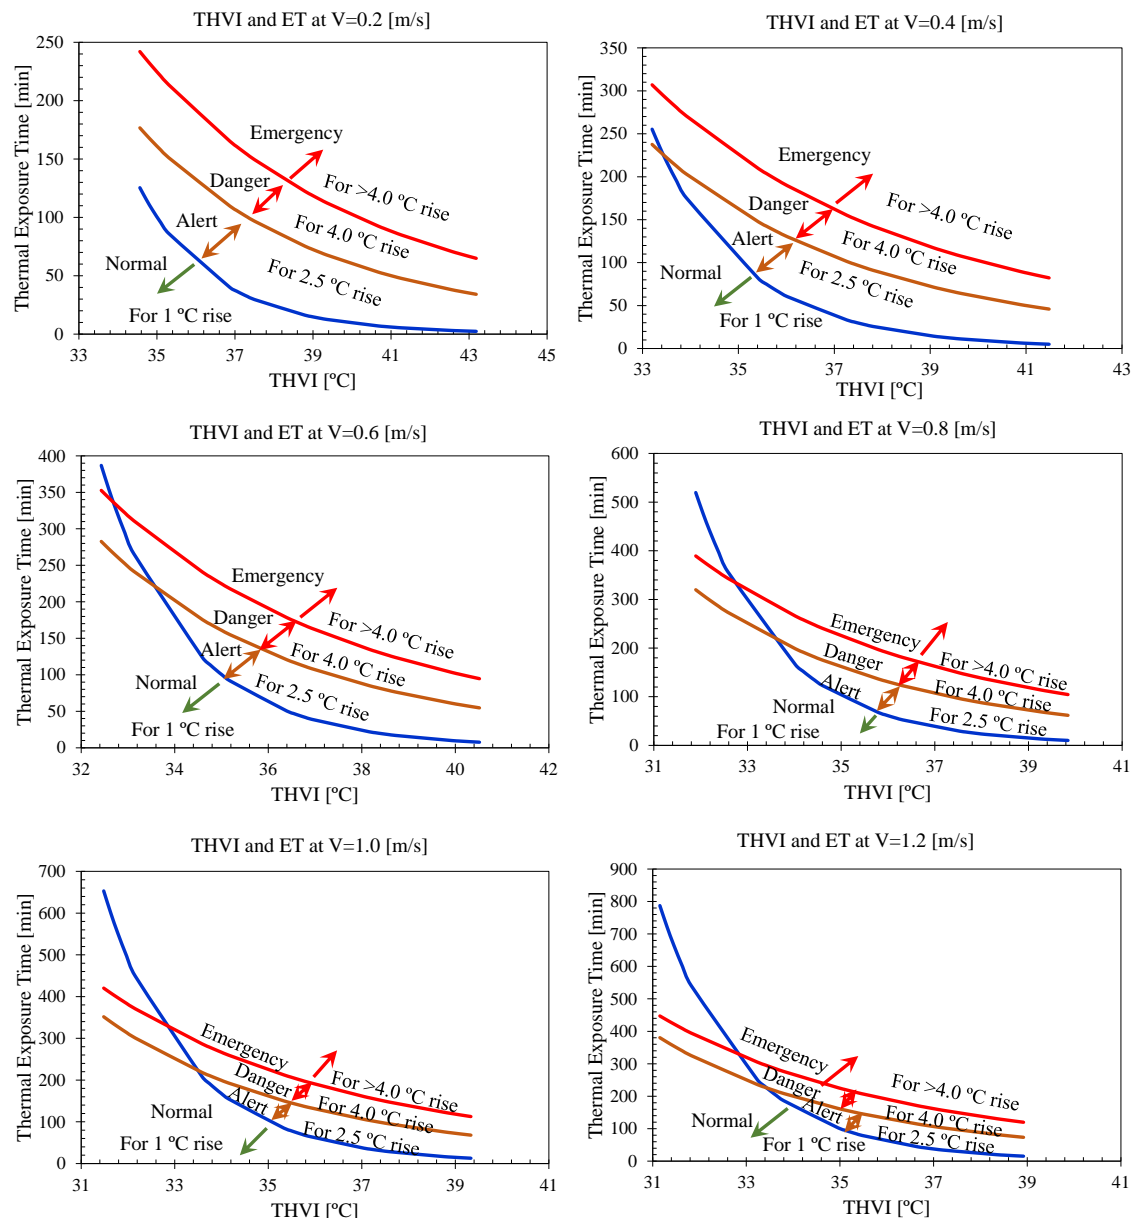 THVI and ET at V=0.2 [m/s]
Thermal Exposure Time [min]
250
200
150
100
50
0
Emergency
Danger
Alert
Normal
For >4.0 ºC rise
For 4.0 ºC rise
For 2.5 ºC rise
For 1 ºC rise
33 35 37 39 41 43 45
THVI [ºC]
THVI and ET at V=0.4 [m/s]
Thermal Exposure Time [min]
350
300
250
200
150
100
50
0
Emergency
Danger
Alert
Normal
For >4.0 ºC rise
For 4.0 ºC rise
For 2.5 ºC rise
For 1 ºC rise
33 35 37 39 41 43
THVI [ºC]
THVI and ET at V=0.6 [m/s]
Thermal Exposure Time [min]
400
350
300
250
200
150
100
50
0
Emergency
Danger
Alert
Normal
For >4.0 ºC rise
For 4.0 ºC rise
For 2.5 ºC rise
For 1 ºC rise
32 34 36 38 40 42
THVI [ºC]
THVI and ET at V=0.8 [m/s]
Thermal Exposure Time [min]
600
500
400
300
200
100
0
Emergency
Danger
Alert
Normal
For >4.0 ºC rise
For 4.0 ºC rise
For 2.5 ºC rise
For 1 ºC rise
31 33 35 37 39 41
THVI [ºC]
THVI and ET at V=1.0 [m/s]
Thermal Exposure Time [min]
700
600
500
400
300
200
100
0
Emergency
Danger
Alert
Normal
For >4.0 ºC rise
For 4.0 ºC rise
For 2.5 ºC rise
For 1 ºC rise
31 33 35 37 39 41
THVI [ºC]
THVI and ET at V=1.2 [m/s]
Thermal Exposure Time [min]
900
800
700
600
500
400
300
200
100
0
Emergency
Danger
Alert
Normal
For >4.0 ºC rise
For 4.0 ºC rise
For 2.5 ºC rise
For 1 ºC rise
31 33 35 37 39 41
THVI [ºC]